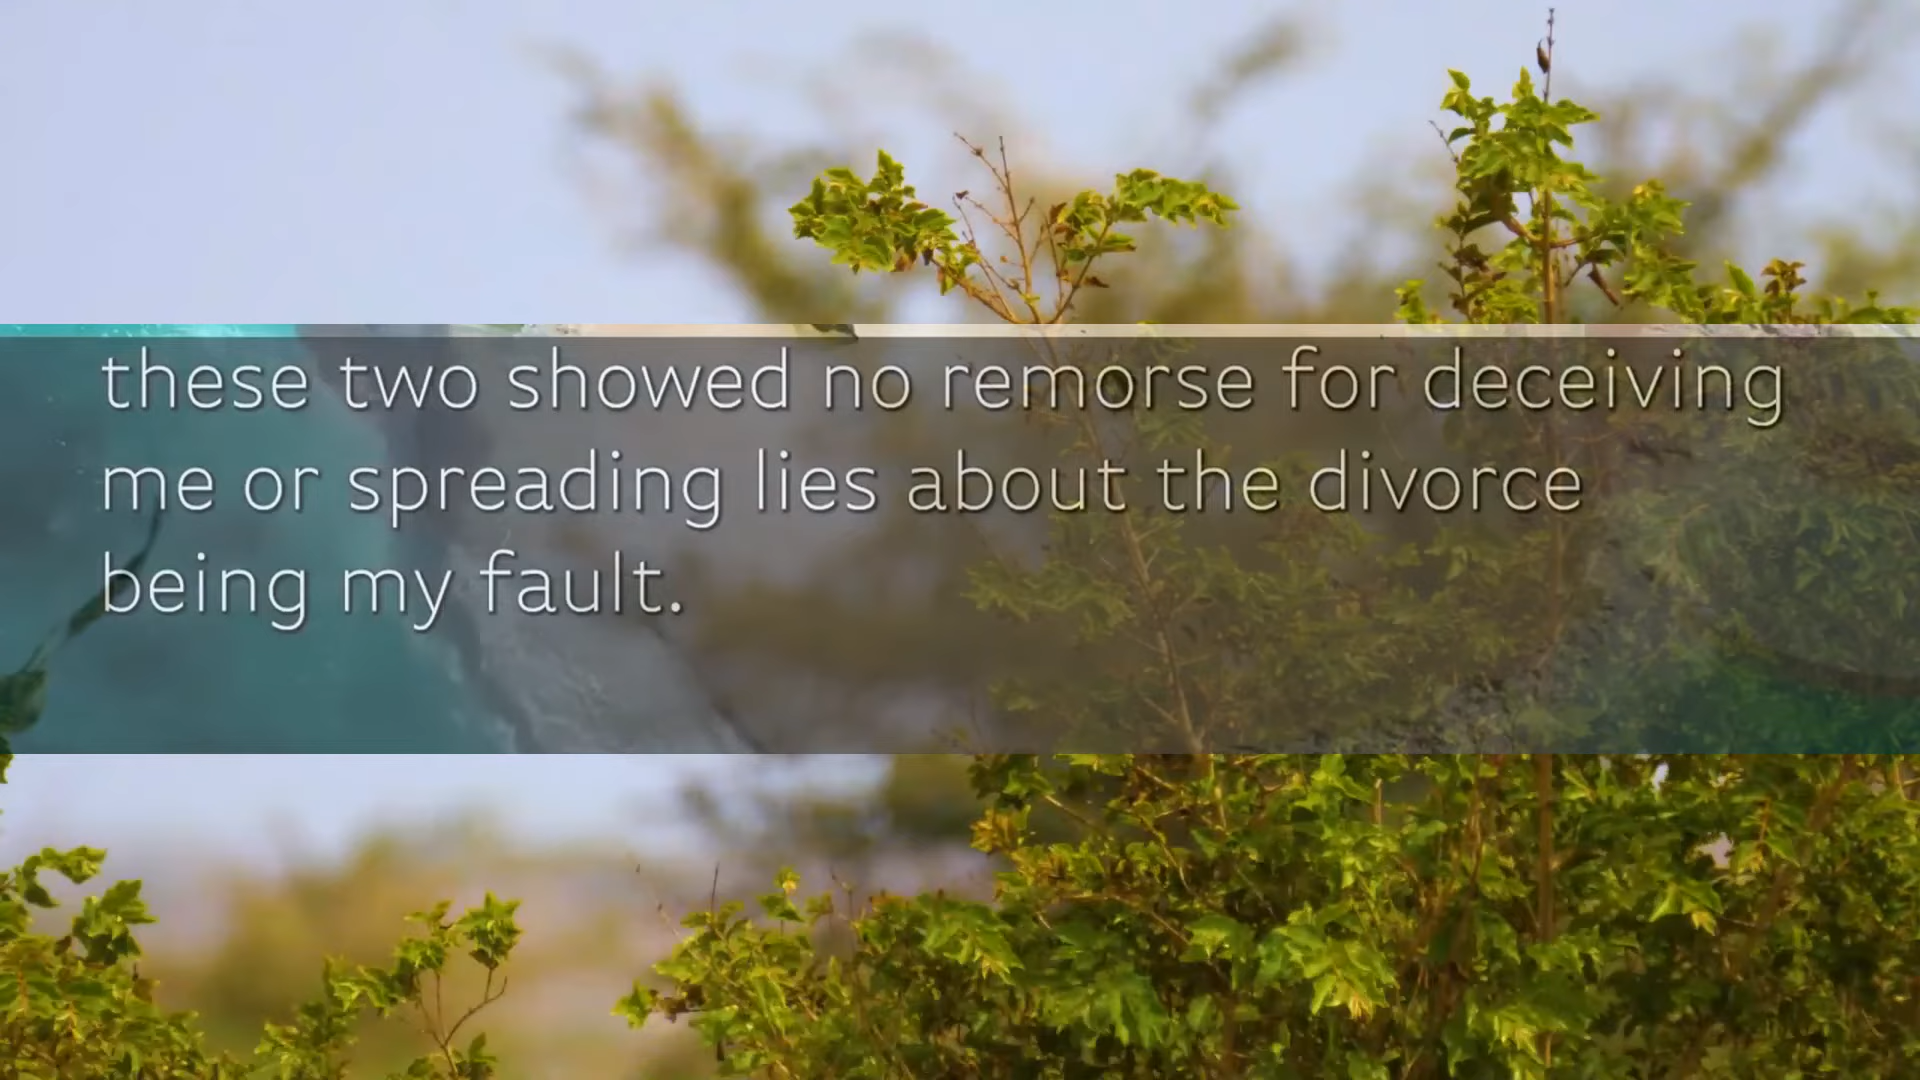 these two showed no remorse for deceiving
me or spreading lies about the divorce
being my fault.